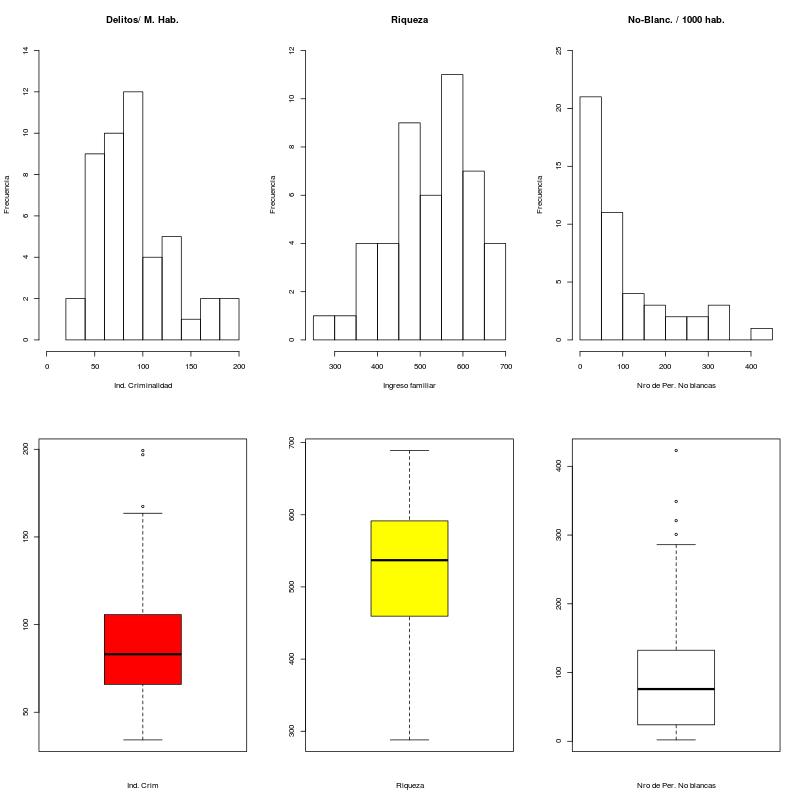 Delitos/ M. Hab.
Riqueza
No-Blanc. / 1000 hab.
Frecuencia
0 2 4 6 8 10 12 14
0 50 100 150 200
Ind. Criminalidad
Frecuencia
0 2 4 6 8 10 12
300 400 500 600 700
Ingreso familiar
Frecuencia
0 5 10 15 20 25
0 100 200 300 400
Nro de Per. No blancas
50 100 150 200
Ind. Crim
300 400 500 600 700
Riqueza
0 100 200 300 400
Nro de Per. No blancas